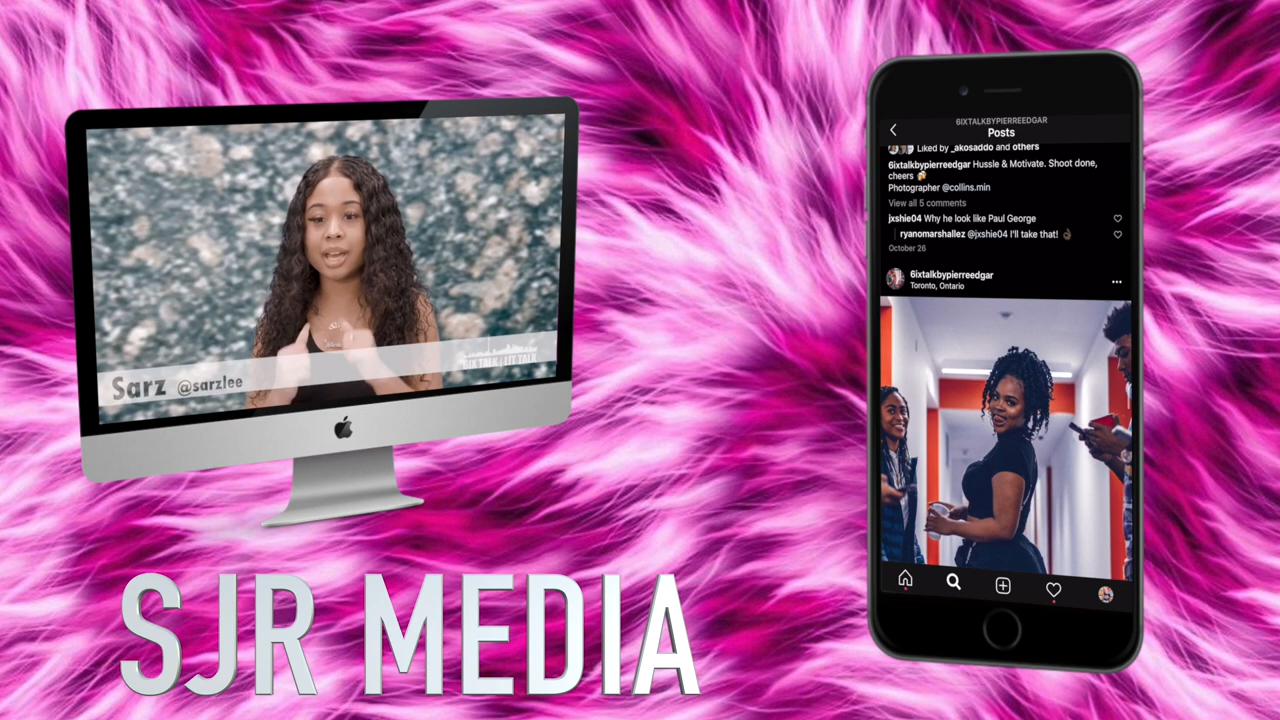 Sarz @sarzlee
6IX TALK | LIT TALK
SJR MEDIA
6IXTALKBYPIERREEDGAR
Posts
Liked by _akosaddo and others
6ixtalkbypierreedgar Hussle & Motivate. Shoot done,
cheers 🍻
Photographer @collins.min
View all 5 comments
jxshie04 Why he look like Paul George
ryanomarshallez @jxshie04 I'll take that! 👌🏿
October 26
6ixtalkbypierreedgar
Toronto, Ontario